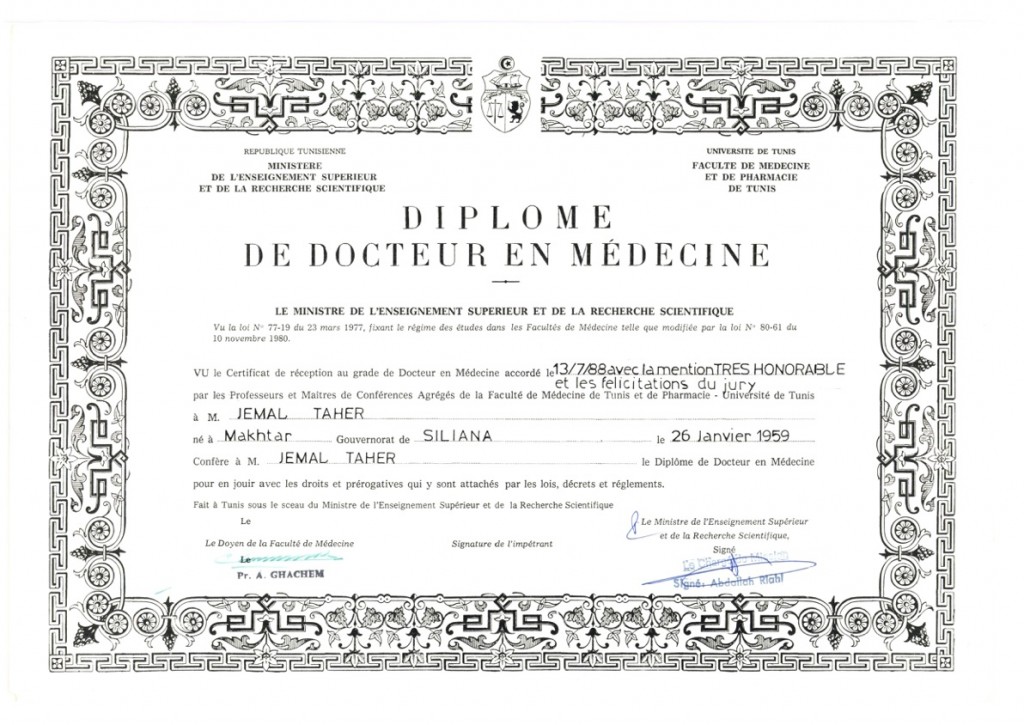 REPUBLIQUE TUNISIENNE
MINISTERE
DE L'ENSEIGNEMENT SUPERIEUR
ET DE LA RECHERCHE SCIENTIFIQUE
UNIVERSITE DE TUNIS
FACULTE DE MEDECINE
ET DE PHARMACIE
DE TUNIS
DIPLOME
DE DOCTEUR EN MÉDECINE
LE MINISTRE DE L'ENSEIGNEMENT SUPERIEUR ET DE LA RECHERCHE SCIENTIFIQUE
Vu la loi N° 77-19 du 23 mars 1977, fixant le régime des études dans les Facultés de Médecine telle que modifiée par la loi N° 80-61 du
10 novembre 1980.
VU le Certificat de réception au grade de Docteur en Médecine accordé le 13/7/88 avec la mention TRES HONORABLE
et les felicitations du jury
par les Professeurs et Maîtres de Conférences Agrégés de la Faculté de Médecine de Tunis et de Pharmacie - Université de Tunis
à M. JEMAL TAHER
né à Makhtar Gouvernorat de SILIANA le 26 Janvier 1959
Confère à M. JEMAL TAHER le Diplôme de Docteur en Médecine
pour en jouir avec les droits et prérogatives qui y sont attachés par les lois, décrets et réglements.
Fait à Tunis sous le sceau du Ministre de l'Enseignement Supérieur et de la Recherche Scientifique
Le
Le Doyen de la Faculté de Médecine
Le
Pr. A. GHACHEM
Signature de l'impétrant
Le Ministre de l'Enseignement Supérieur
et de la Recherche Scientifique,
Signé
Signé: Abdallah Riahi